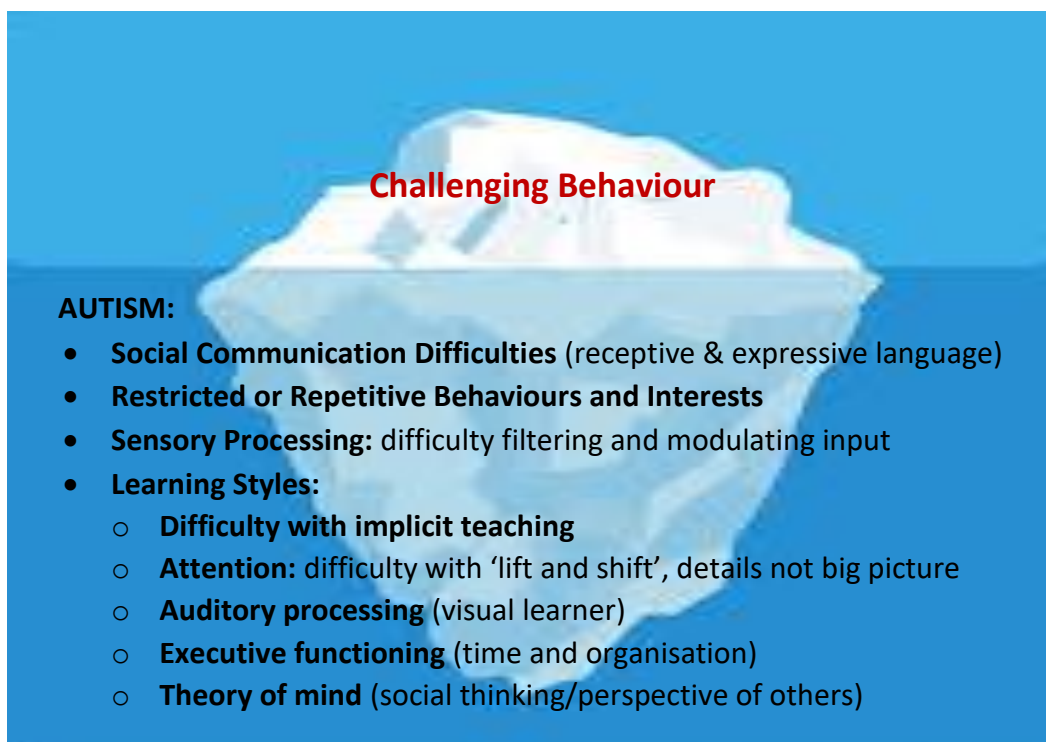 Challenging Behaviour
AUTISM:
• Social Communication Difficulties (receptive & expressive language)
• Restricted or Repetitive Behaviours and Interests
• Sensory Processing: difficulty filtering and modulating input
• Learning Styles:
o Difficulty with implicit teaching
o Attention: difficulty with ‘lift and shift’, details not big picture
o Auditory processing (visual learner)
o Executive functioning (time and organisation)
o Theory of mind (social thinking/perspective of others)